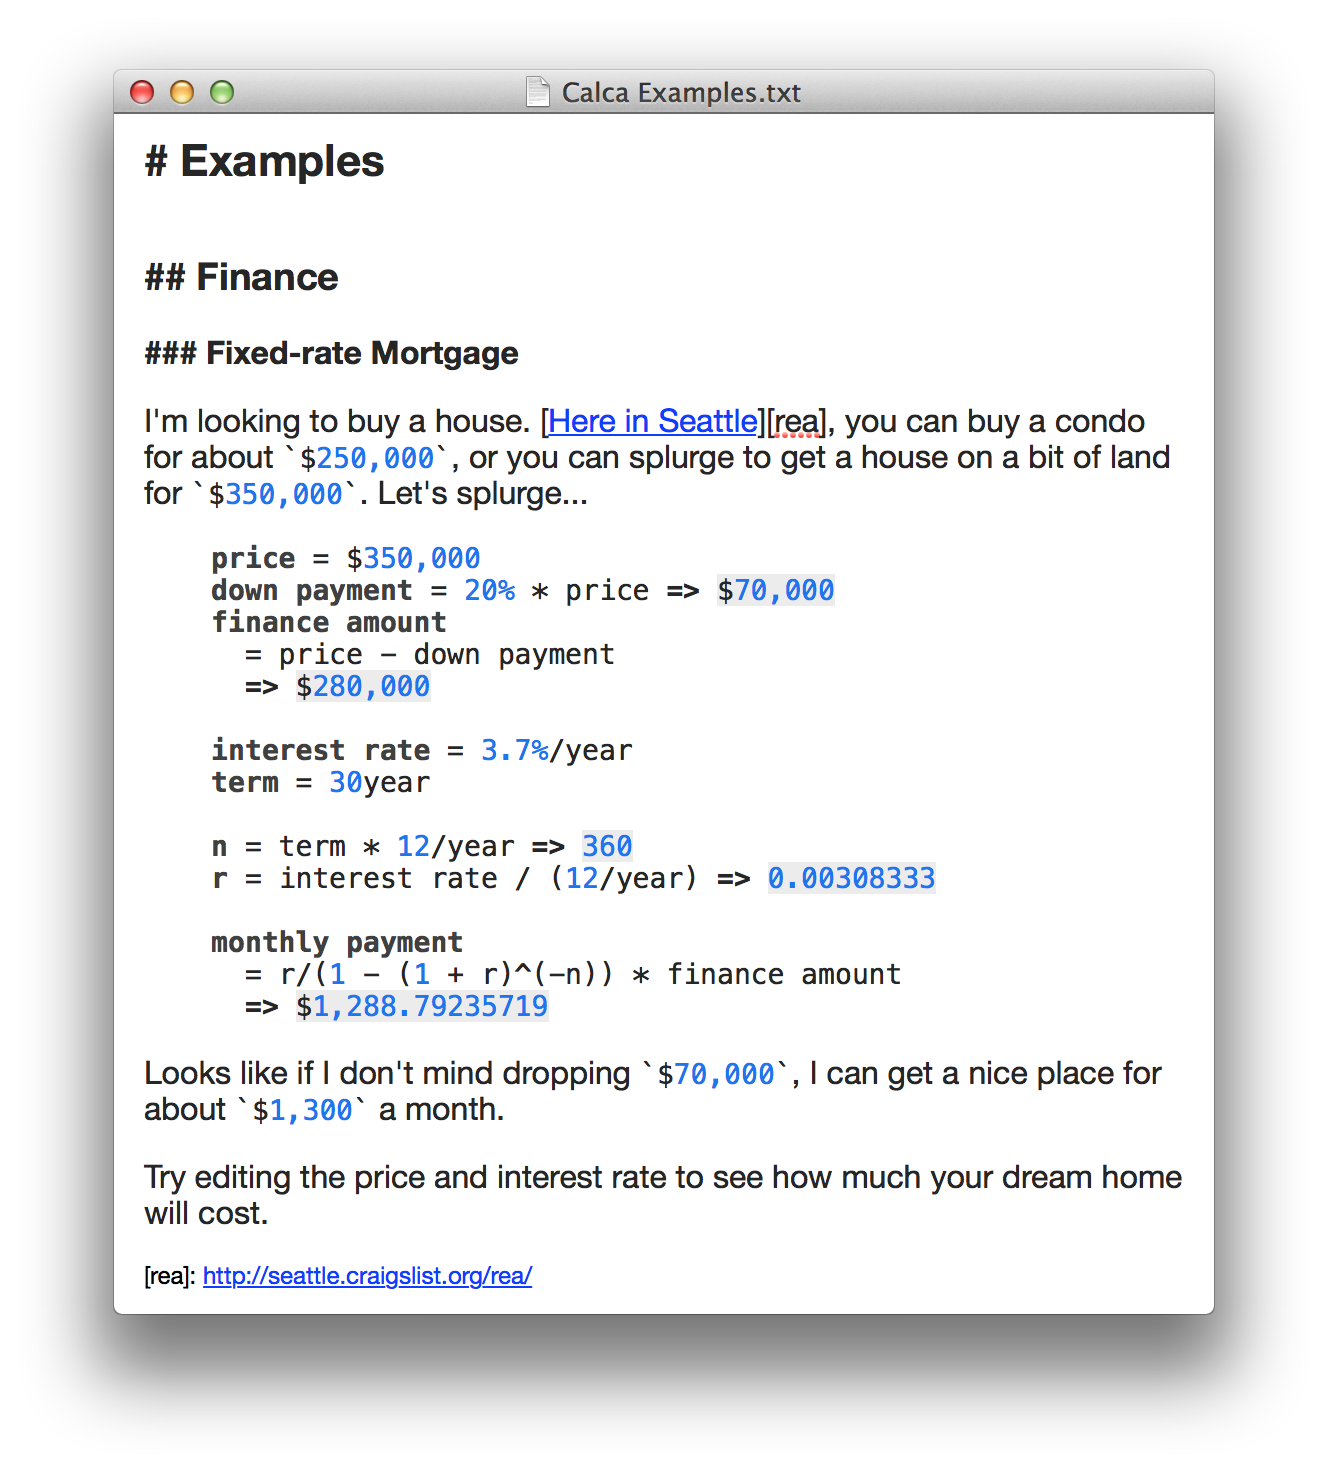 Calca Examples.txt
# Examples
## Finance
### Fixed-rate Mortgage
I'm looking to buy a house. [Here in Seattle][rea], you can buy a condo
for about `$250,000`, or you can splurge to get a house on a bit of land
for `$350,000`. Let's splurge...
price = $350,000
down payment = 20% * price => $70,000
finance amount
= price − down payment
=> $280,000
interest rate = 3.7%/year
term = 30year
n = term * 12/year => 360
r = interest rate / (12/year) => 0.00308333
monthly payment
= r/(1 − (1 + r)^(−n)) * finance amount
=> $1,288.79235719
Looks like if I don't mind dropping `$70,000`, I can get a nice place for
about `$1,300` a month.
Try editing the price and interest rate to see how much your dream home
will cost.
[rea]: http://seattle.craigslist.org/rea/